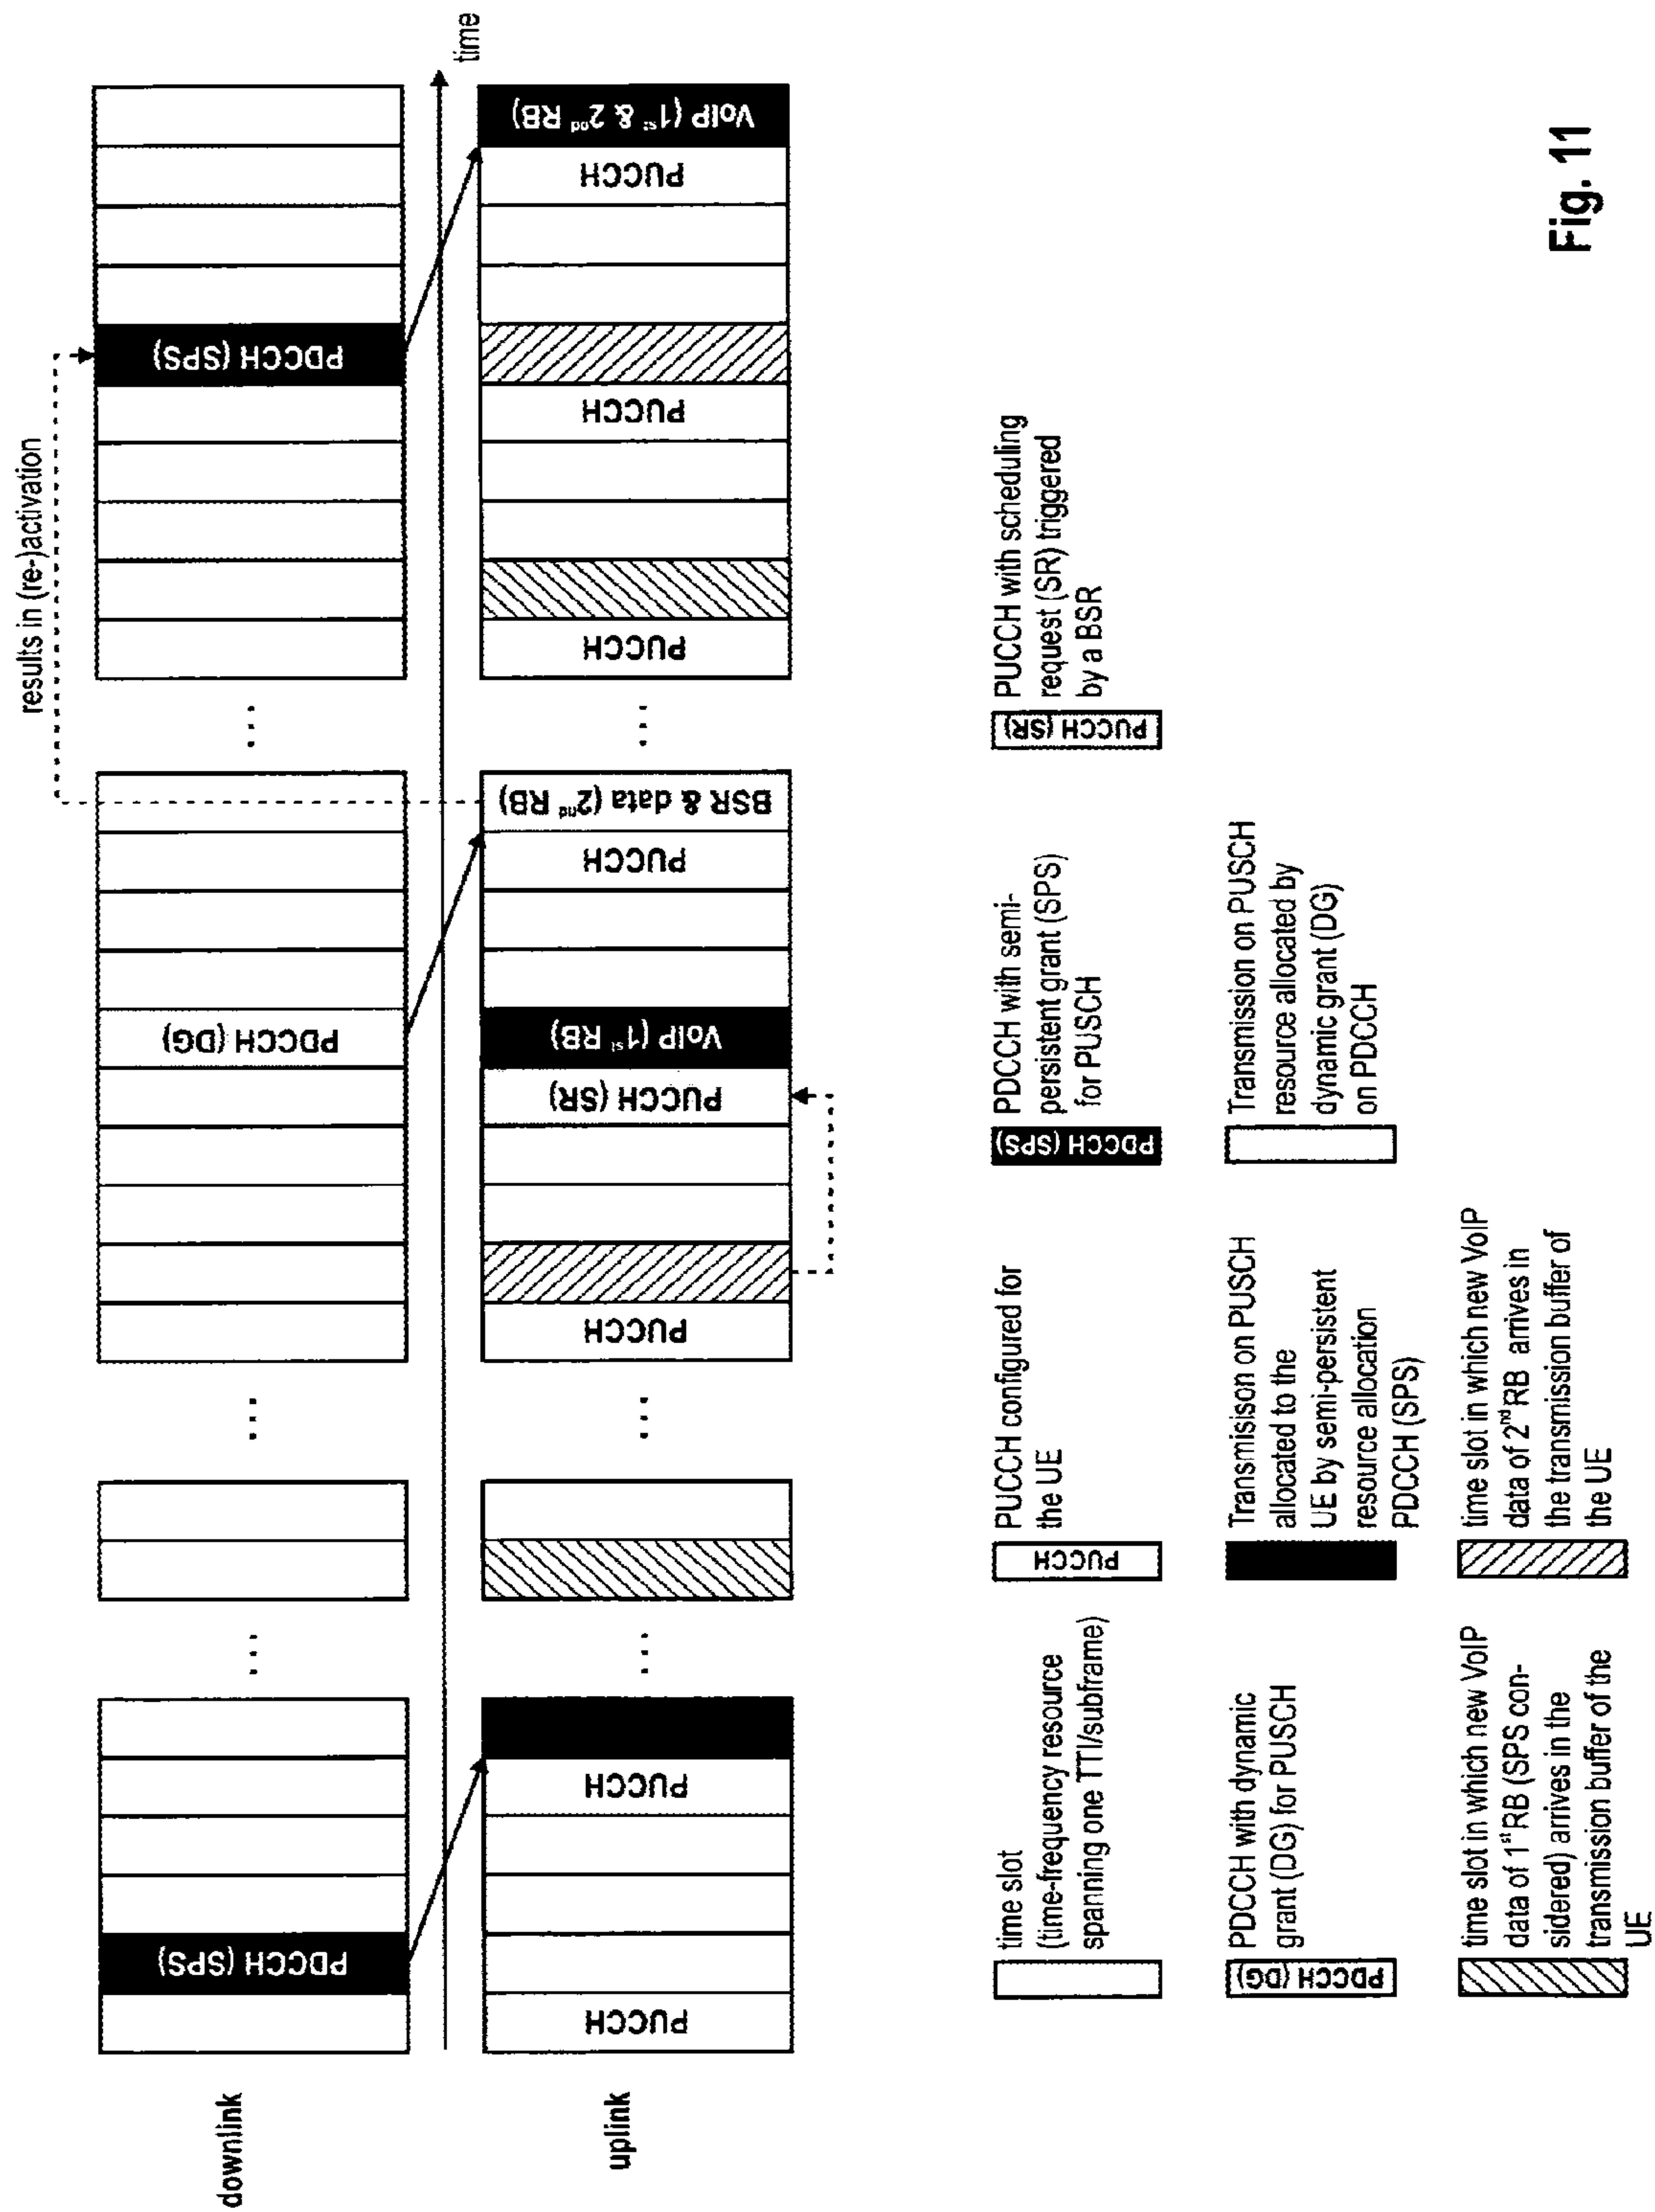 results in (re-)activation
downlink
PDCCH (SPS)
...
...
PDCCH (DG)
...
PDCCH (SPS)
time
uplink
PUCCH
PUCCH
...
...
PUCCH
PUCCH (SR)
VoIP (1st RB)
PUCCH
BSR & data (2nd RB)
...
PUCCH
PUCCH
PUCCH
VoIP (1st & 2nd RB)
time slot
(time-frequency resource
spanning one TTI/subframe)
PUCCH
PUCCH configured for
the UE
PDCCH (SPS)
PDCCH with semi-
persistent grant (SPS)
for PUSCH
PUCCH (SR)
PUCCH with scheduling
request (SR) triggered
by a BSR
PDCCH (DG)
PDCCH with dynamic
grant (DG) for PUSCH
Transmisison on PUSCH
allocated to the
UE by semi-persistent
resource allocation
PDCCH (SPS)
Transmission on PUSCH
resource allocated by
dynamic grant (DG)
on PDCCH
time slot in which new VoIP
data of 1st RB (SPS con-
sidered) arrives in the
transmission buffer of the
UE
time slot in which new VoIP
data of 2nd RB arrives in
the transmission buffer of
the UE
Fig. 11